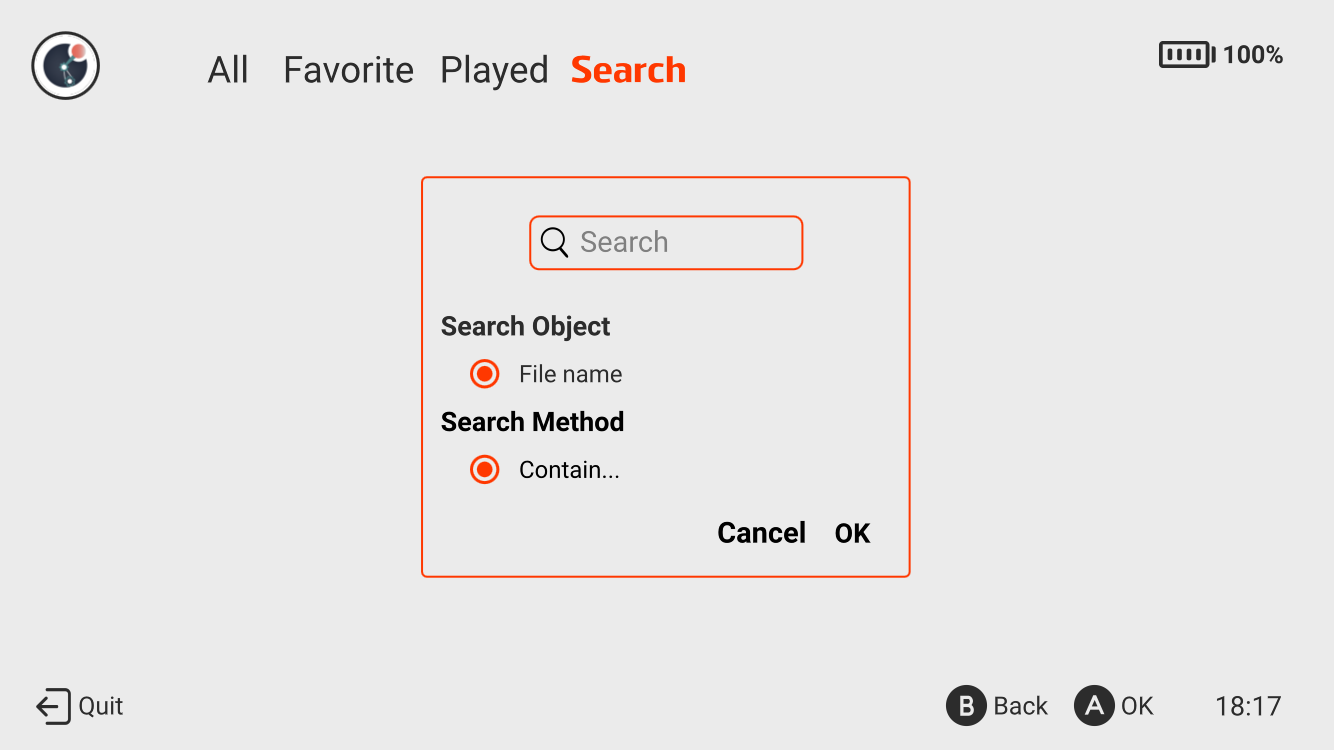 All Favorite Played Search
100%
Search
Search Object
File name
Search Method
Contain...
Cancel OK
Quit
B Back A OK 18:17